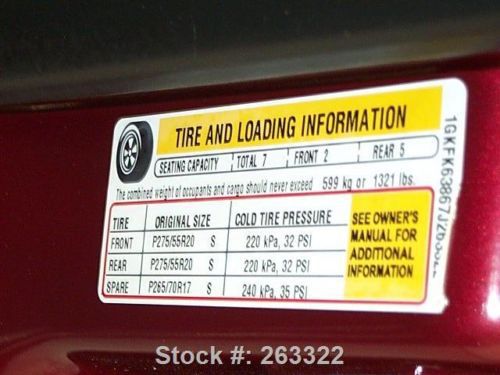 TIRE AND LOADING INFORMATION
SEATING CAPACITY TOTAL 7 FRONT 2 REAR 5
The combined weight of occupants and cargo should never exceed 599 kg or 1321 lbs.
TIRE ORIGINAL SIZE COLD TIRE PRESSURE
FRONT P275/55R20 S 220 kPa, 32 PSI
REAR P275/55R20 S 220 kPa, 32 PSI
SPARE P265/70R17 S 240 kPa, 35 PSI
SEE OWNER'S
MANUAL FOR
ADDITIONAL
INFORMATION
Stock #: 263322